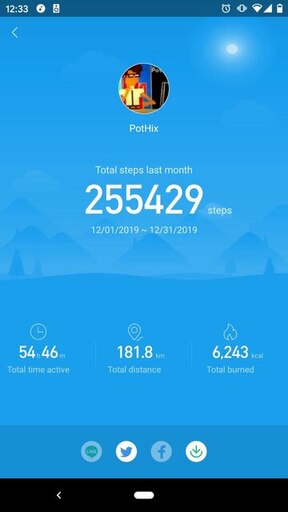 12:33
PotHix
Total steps last month
255429 steps
12/01/2019 ~ 12/31/2019
54 h 46 m
Total time active
181.8 km
Total distance
6,243 kcal
Total burned
LINE